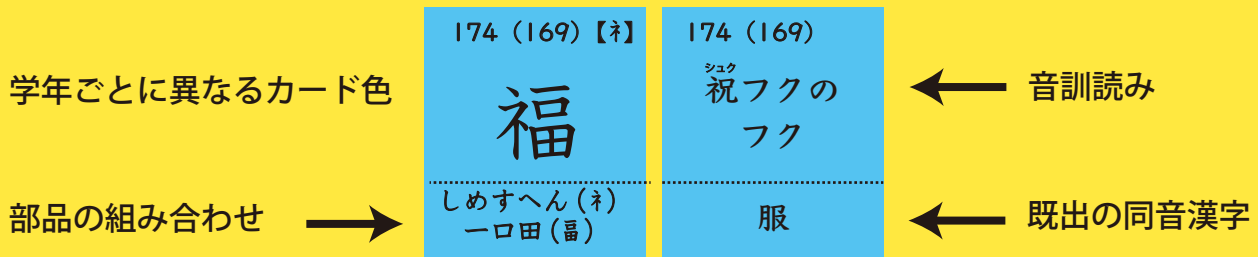 学年ごとに異なるカード色
部品の組み合わせ
174（169）【礻】
福
しめすへん（礻）
一口田（畐）
174（169）
シュク
祝フクの
フク
服
音訓読み
既出の同音漢字